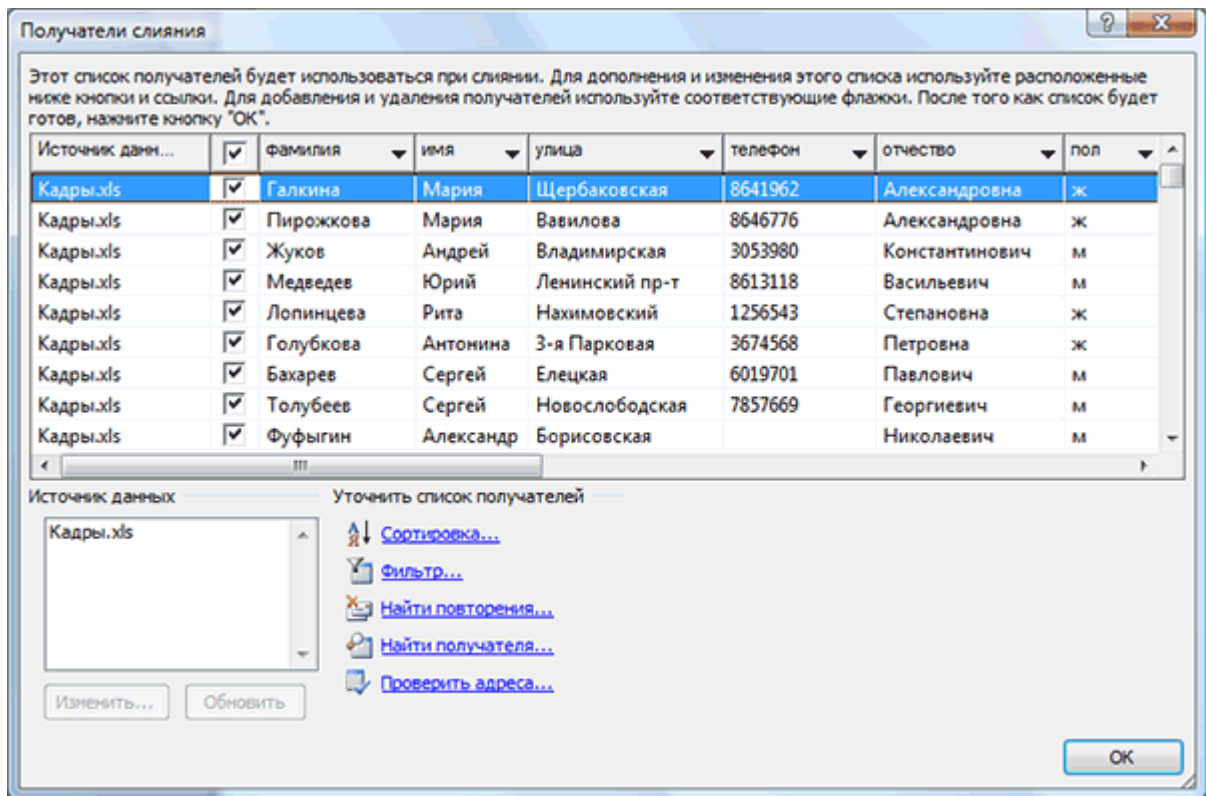 Получатели слияния
Этот список получателей будет использоваться при слиянии. Для дополнения и изменения этого списка используйте расположенные
ниже кнопки и ссылки. Для добавления и удаления получателей используйте соответствующие флажки. После того как список будет
готов, нажмите кнопку "ОК".
Источник данн... фамилия имя улица телефон отчество пол
Кадры.xls Галкина Мария Щербаковская 8641962 Александровна ж
Кадры.xls Пирожкова Мария Вавилова 8646776 Александровна ж
Кадры.xls Жуков Андрей Владимирская 3053980 Константинович м
Кадры.xls Медведев Юрий Ленинский пр-т 8613118 Васильевич м
Кадры.xls Лопинцева Рита Нахимовский 1256543 Степановна ж
Кадры.xls Голубкова Антонина 3-я Парковая 3674568 Петровна ж
Кадры.xls Бахарев Сергей Елецкая 6019701 Павлович м
Кадры.xls Толубеев Сергей Новослободская 7857669 Георгиевич м
Кадры.xls Фуфыгин Александр Борисовская Николаевич м
Источник данных Уточнить список получателей
Кадры.xls
Сортировка...
Фильтр...
Найти повторения...
Найти получателя...
Проверить адреса...
Изменить... Обновить
ОК